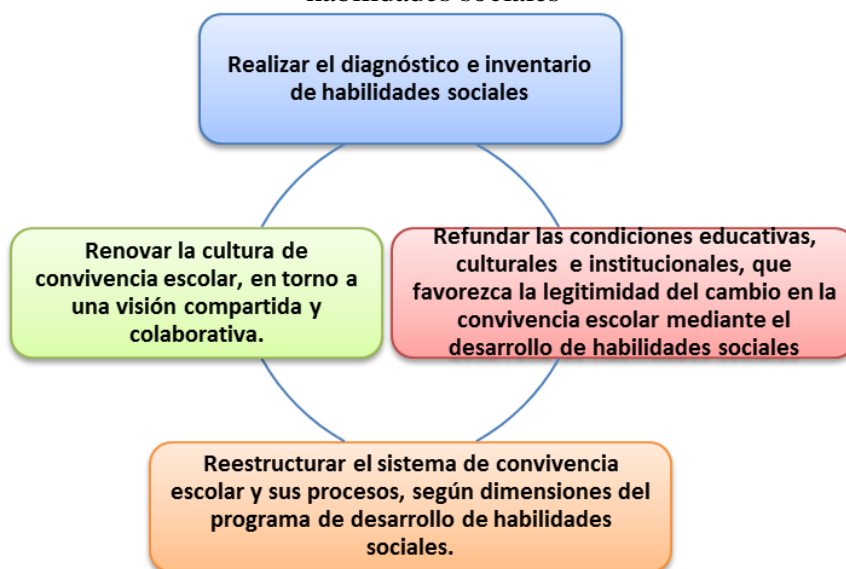 habilidades sociales
Realizar el diagnóstico e inventario
de habilidades sociales
Renovar la cultura de
convivencia escolar, en torno a
una visión compartida y
colaborativa.
Refundar las condiciones educativas,
culturales e institucionales, que
favorezca la legitimidad del cambio en la
convivencia escolar mediante el
desarrollo de habilidades sociales
Reestructurar el sistema de convivencia
escolar y sus procesos, según dimensiones del
programa de desarrollo de habilidades
sociales.